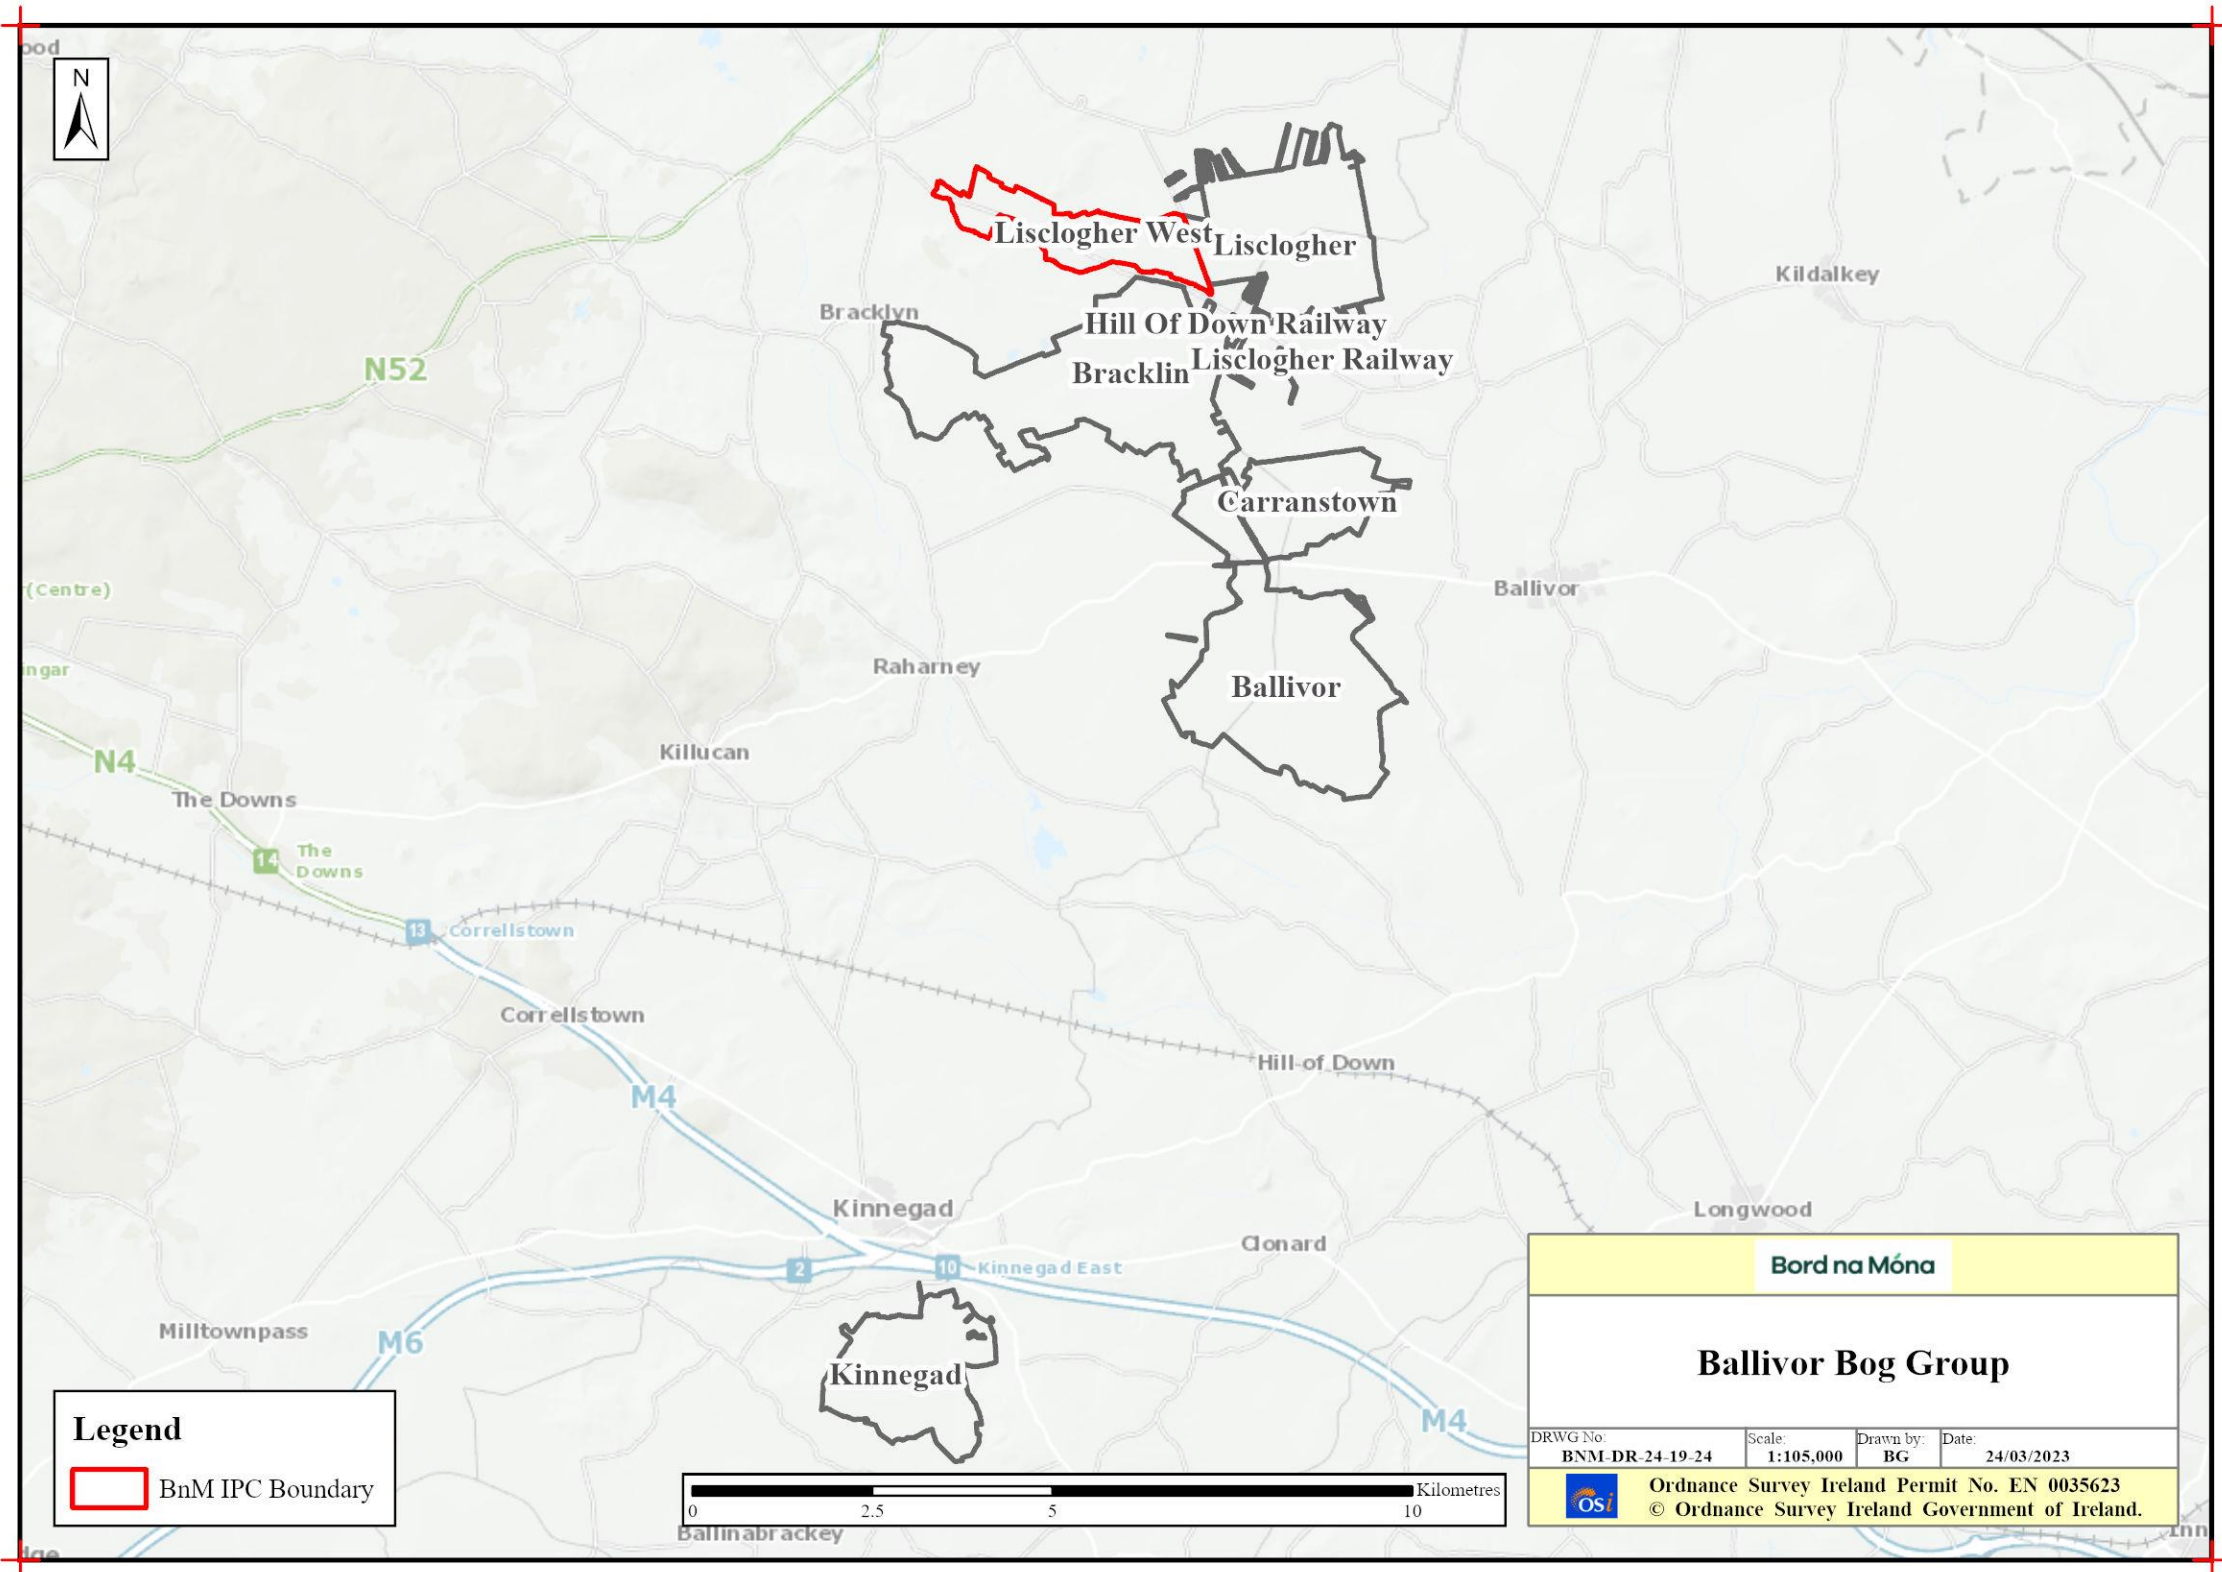 ood
N
Lisclogher West
Lisclogher
Kildalkey
Bracklyn
Hill Of Down Railway
N52
Lisclogher Railway
Bracklin
Carranstown
(Centre)
Ballivor
ngar
Raharney
Ballivor
Killucan
N4
The Downs
14
The
Downs
13
Correllstown
Correllstown
Hill of Down
M4
Kinnegad
Longwood
Clonard
2
10
Kinnegad East
Milltownpass
M6
Kinnegad
M4
Legend
BnM IPC Boundary
Kilometres
0
2.5
5
10
Ballinabrackey
Bord na Móna
Ballivor Bog Group
DRWG No:
BNM-DR-24-19-24
Scale:
1:105,000
Drawn by:
BG
Date:
24/03/2023
OSi
Ordnance Survey Ireland Permit No. EN 0035623
© Ordnance Survey Ireland Government of Ireland.
Inn